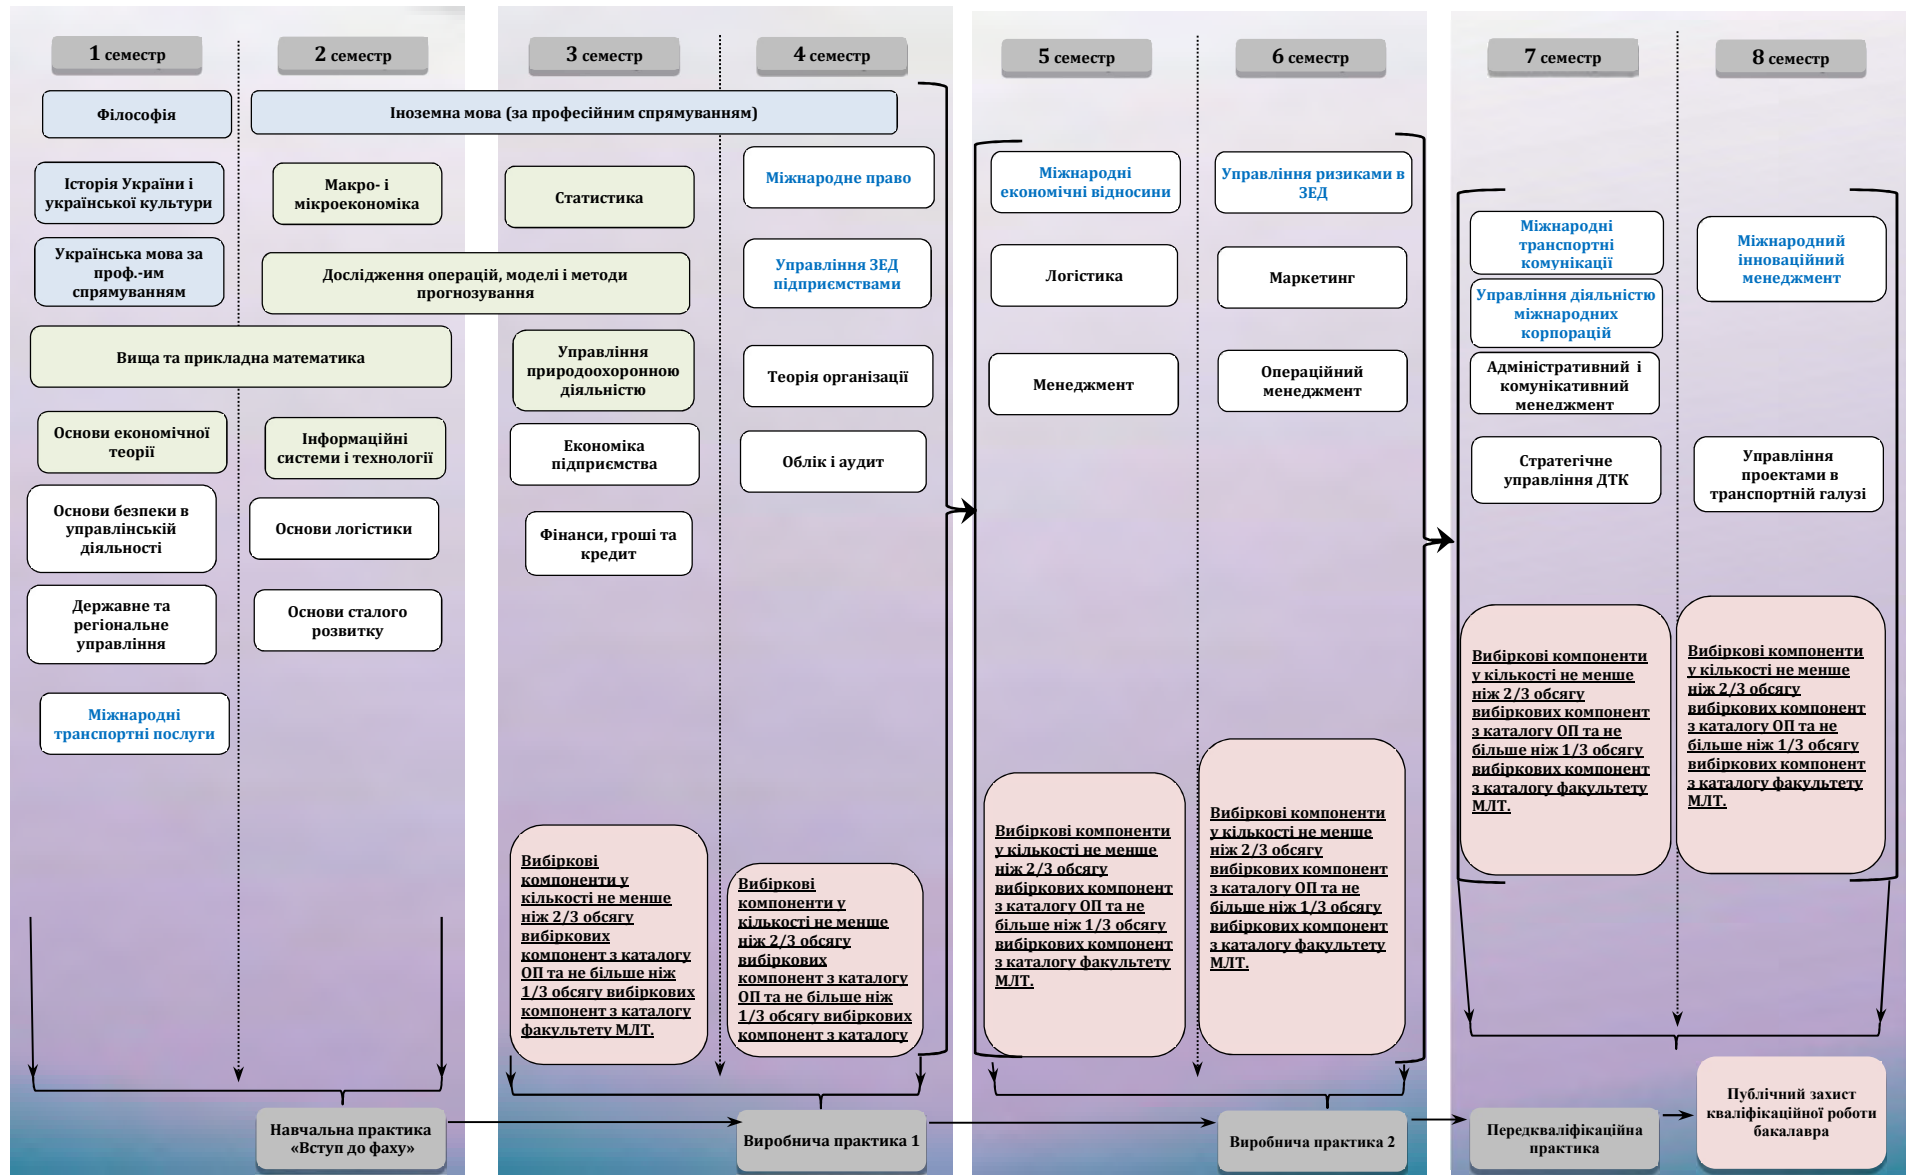 1 семестр
2 семестр
3 семестр
4 семестр
5 семестр
6 семестр
7 семестр
8 семестр
Філософія
Іноземна мова (за професійним спрямуванням)
Історія України і
української культури
Українська мова за
проф.-им
спрямуванням
Вища та прикладна математика
Основи економічної
теорії
Основи безпеки в
управлінській
діяльності
Державне та
регіональне
управління
Міжнародні
транспортні послуги
Макро- і
мікроекономіка
Дослідження операцій, моделі і методи
прогнозування
Інформаційні
системи і технології
Основи логістики
Основи сталого
розвитку
Статистика
Управління
природоохоронною
діяльністю
Економіка
підприємства
Фінанси, гроші та
кредит
Вибіркові
компоненти у
кількості не менше
ніж 2/3 обсягу
вибіркових
компонент з каталогу
ОП та не більше ніж
1/3 обсягу вибіркових
компонент з каталогу
факультету МЛТ.
Міжнародне право
Управління ЗЕД
підприємствами
Теорія організації
Облік і аудит
Вибіркові
компоненти у
кількості не менше
ніж 2/3 обсягу
вибіркових
компонент з каталогу
ОП та не більше ніж
1/3 обсягу вибіркових
компонент з каталогу
Міжнародні
економічні відносини
Логістика
Менеджмент
Вибіркові компоненти
у кількості не менше
ніж 2/3 обсягу
вибіркових компонент
з каталогу ОП та не
більше ніж 1/3 обсягу
вибіркових компонент
з каталогу факультету
МЛТ.
Управління ризиками в
ЗЕД
Маркетинг
Операційний
менеджмент
Вибіркові компоненти
у кількості не менше
ніж 2/3 обсягу
вибіркових компонент
з каталогу ОП та не
більше ніж 1/3 обсягу
вибіркових компонент
з каталогу факультету
МЛТ.
Міжнародні
транспортні
комунікації
Управління діяльністю
міжнародних
корпорацій
Адміністративний і
комунікативний
менеджмент
Стратегічне
управління ДТК
Вибіркові компоненти
у кількості не менше
ніж 2/3 обсягу
вибіркових компонент
з каталогу ОП та не
більше ніж 1/3 обсягу
вибіркових компонент
з каталогу факультету
МЛТ.
Міжнародний
інноваційний
менеджмент
Управління
проектами в
транспортній галузі
Вибіркові компоненти
у кількості не менше
ніж 2/3 обсягу
вибіркових компонент
з каталогу ОП та не
більше ніж 1/3 обсягу
вибіркових компонент
з каталогу факультету
МЛТ.
Навчальна практика
«Вступ до фаху»
Виробнича практика 1
Виробнича практика 2
Передкваліфікаційна
практика
Публічний захист
кваліфікаційної роботи
бакалавра